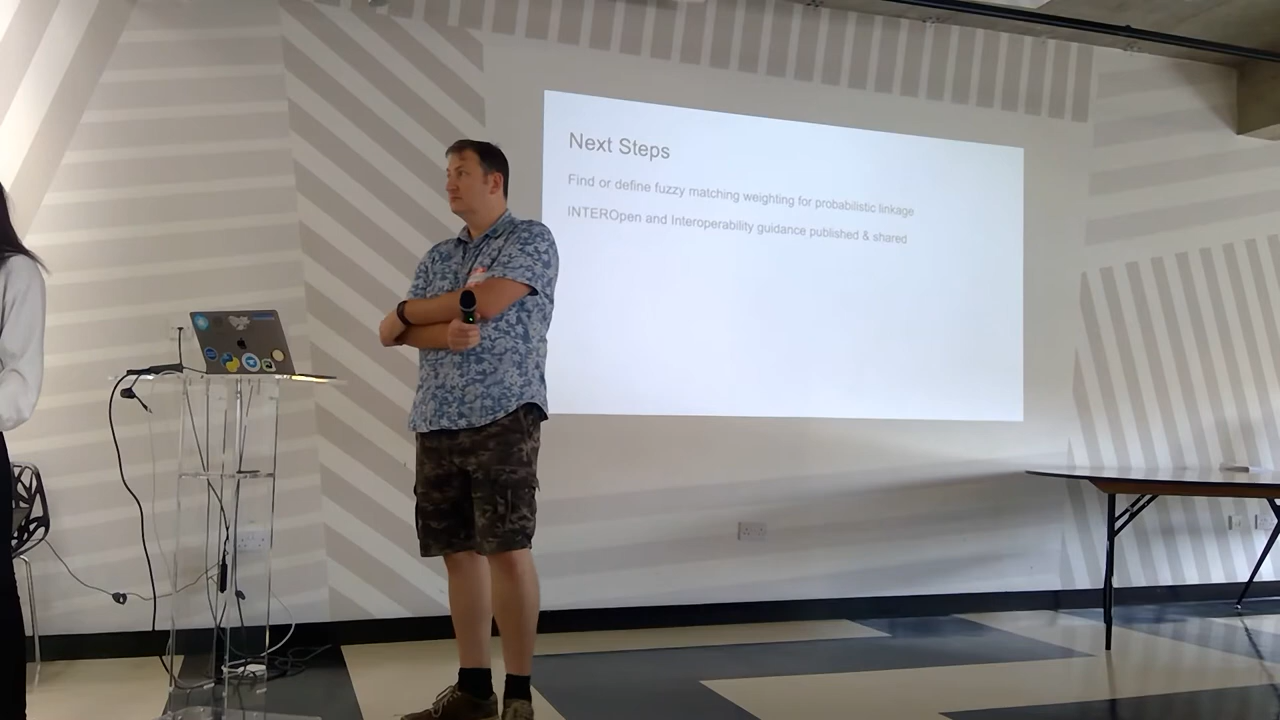 Next Steps
Find or define fuzzy matching weighting for probabilistic linkage
INTEROpen and Interoperability guidance published & shared